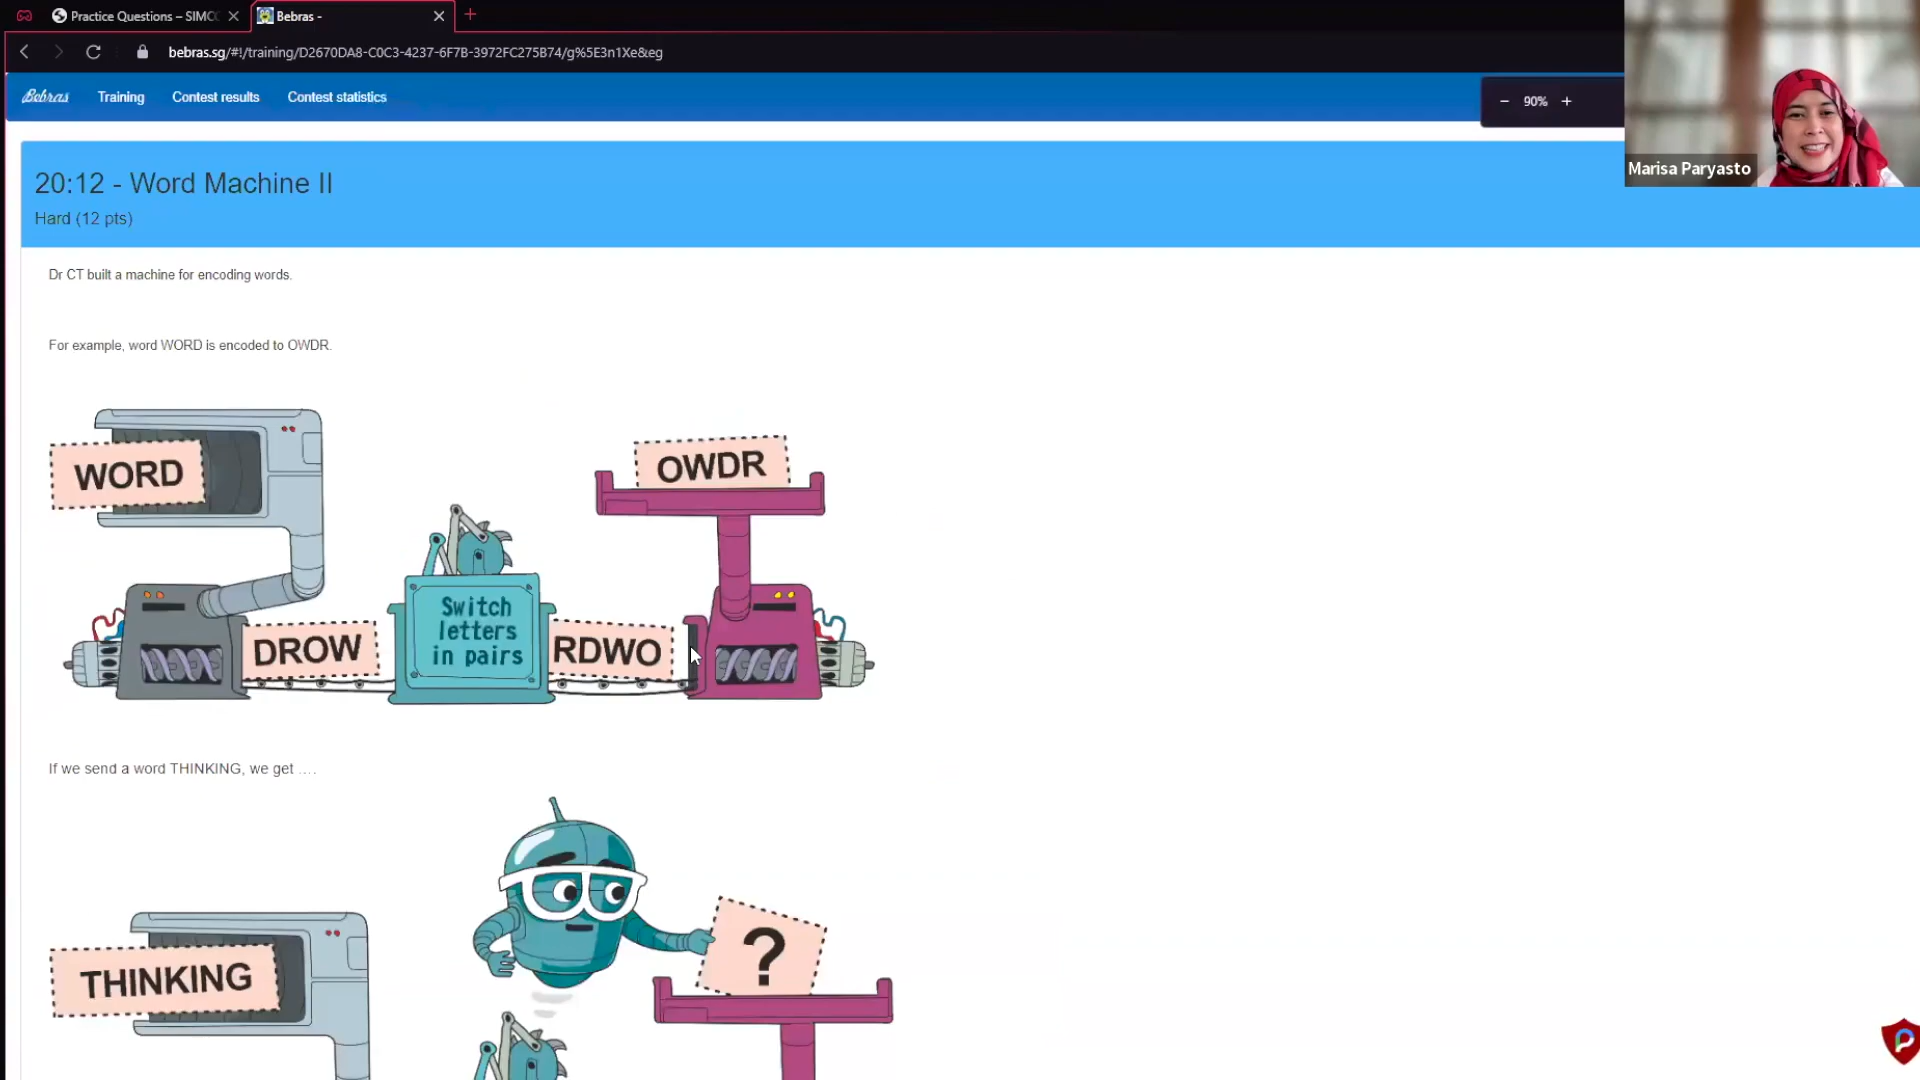 Practice Questions – SIMCC
Bebras -
bebras.sg/#!/training/D2670DA8-C0C3-4237-6F7B-3972FC275B74/g%5E3n1Xe&eg
Bebras Training Contest results Contest statistics
90%
Marisa Paryasto
20:12 - Word Machine II
Hard (12 pts)
Dr CT built a machine for encoding words.
For example, word WORD is encoded to OWDR.
WORD
OWDR
Switch
letters
in pairs
DROW
RDWO
If we send a word THINKING, we get ....
THINKING
?